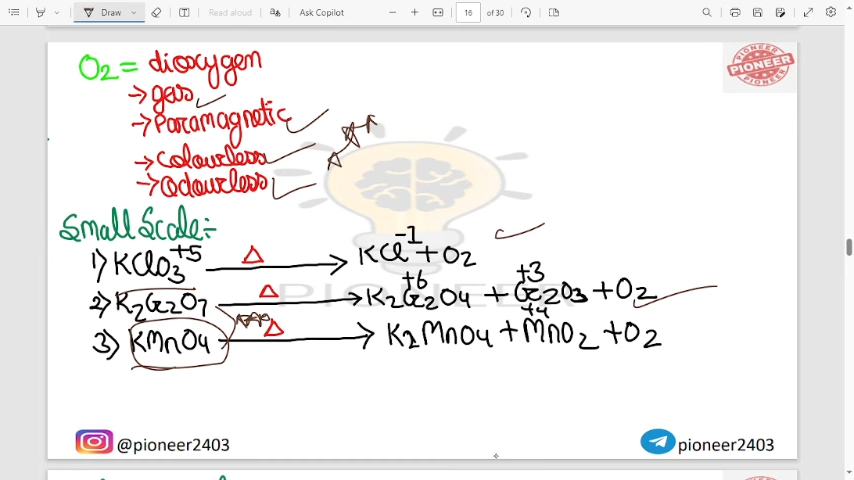 Draw
Read aloud
Ask Copilot
16 of 30
O2 = dioxygen
→ gas
→ Paramagnetic
→ Colourless
→ Odourless
PIONEER
Small Scale:-
1) KClO3 +5 Δ → KCl -1 + O2
2) K2Cr2O7 Δ → K2Cr2O4 +6 + Cr2O3 +3 + O2
3) KMnO4 Δ → K2MnO4 + MnO2 +4 + O2
PIONEER
@pioneer2403
pioneer2403